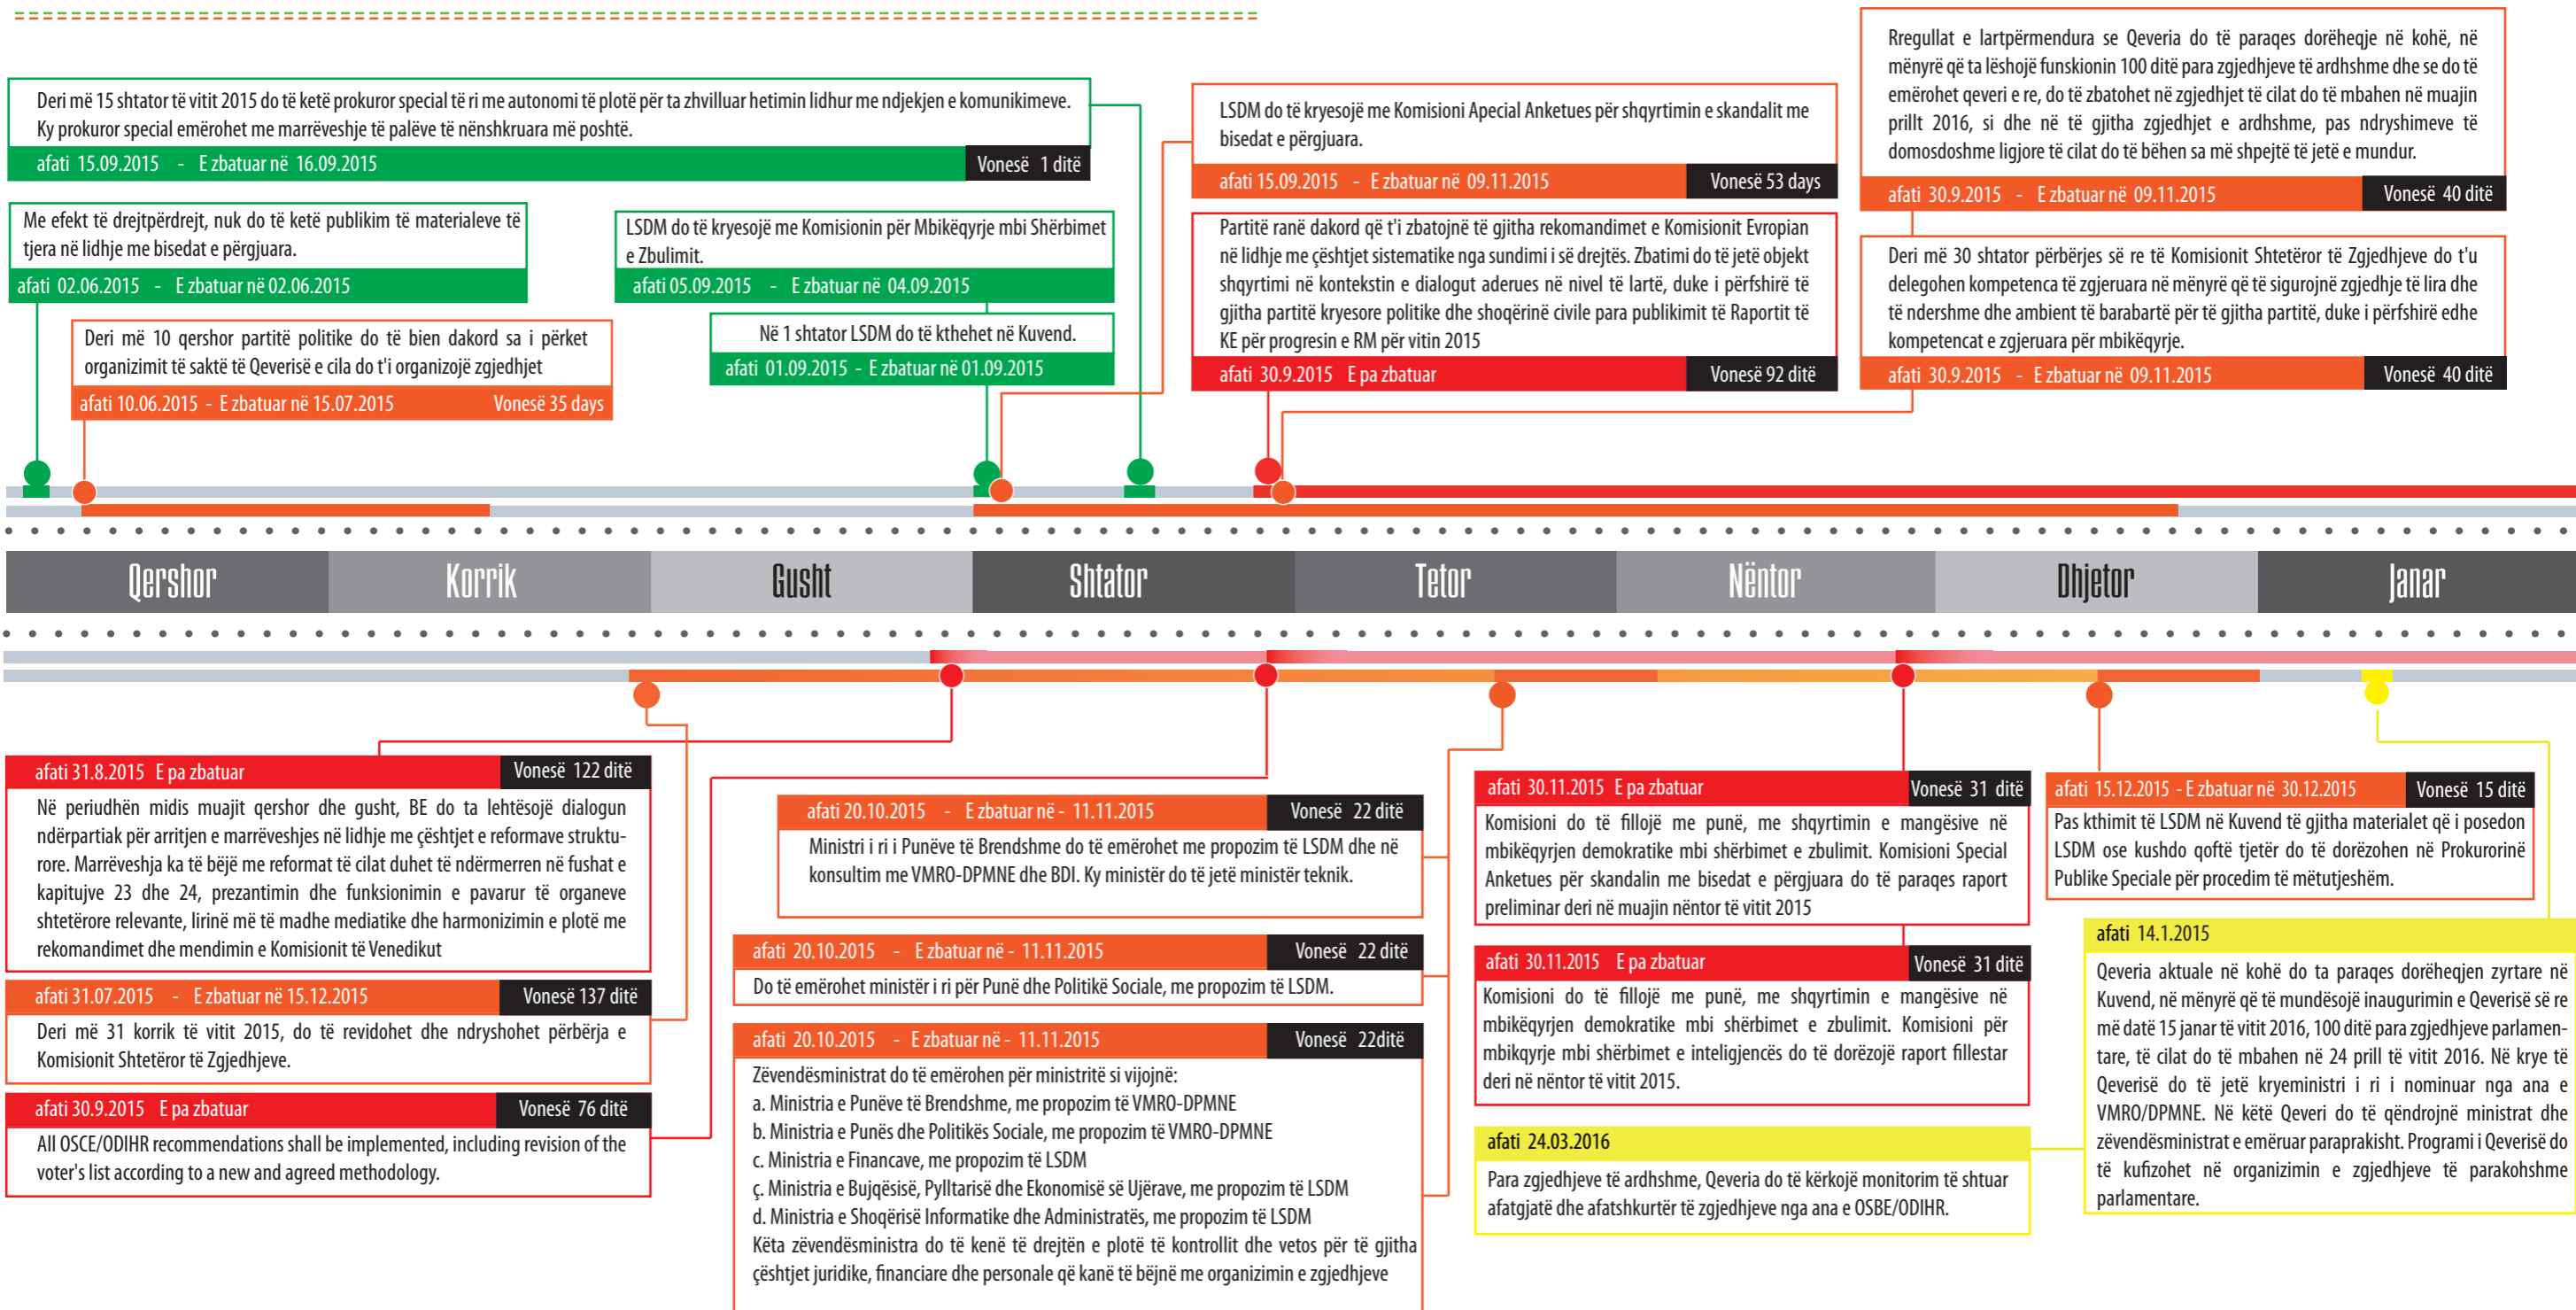 Deri më 15 shtator të vitit 2015 do të ketë prokuror special të ri me autonomi të plotë për ta zhvilluar hetimin lidhur me ndjekjen e komunikimeve.
Ky prokuror special emërohet me marrëveshje të palëve të nënshkruara më poshtë.
afati 15.09.2015 - E zbatuar në 16.09.2015 Vonesë 1 ditë
Me efekt të drejtpërdrejt, nuk do të ketë publikim të materialeve të
tjera në lidhje me bisedat e përgjuara.
afati 02.06.2015 - E zbatuar në 02.06.2015
LSDM do të kryesojë me Komisionin për Mbikëqyrje mbi Shërbimet
e Zbulimit.
afati 05.09.2015 - E zbatuar në 04.09.2015
Deri më 10 qershor partitë politike do të bien dakord sa i përket
organizimit të saktë të Qeverisë e cila do t'i organizojë zgjedhjet
afati 10.06.2015 - E zbatuar në 15.07.2015 Vonesë 35 days
Në 1 shtator LSDM do të kthehet në Kuvend.
afati 01.09.2015 - E zbatuar në 01.09.2015
LSDM do të kryesojë me Komisioni Apecial Anketues për shqyrtimin e skandalit me
bisedat e përgjuara.
afati 15.09.2015 - E zbatuar në 09.11.2015 Vonesë 53 days
Partitë ranë dakord që t'i zbatojnë të gjitha rekomandimet e Komisionit Evropian
në lidhje me çështjet sistematike nga sundimi i së drejtës. Zbatimi do të jetë objekt
shqyrtimi në kontekstin e dialogut aderues në nivel të lartë, duke i përfshirë të
gjitha partitë kryesore politike dhe shoqërinë civile para publikimit të Raportit të
KE për progresin e RM për vitin 2015
afati 30.9.2015 E pa zbatuar Vonesë 92 ditë
Rregullat e lartpërmendura se Qeveria do të paraqes dorëheqje në kohë, në
mënyrë që ta lëshojë funskionin 100 ditë para zgjedhjeve të ardhshme dhe se do të
emërohet qeveri e re, do të zbatohet në zgjedhjet të cilat do të mbahen në muajin
prillt 2016, si dhe në të gjitha zgjedhjet e ardhshme, pas ndryshimeve të
domosdoshme ligjore të cilat do të bëhen sa më shpejtë të jetë e mundur.
afati 30.9.2015 - E zbatuar në 09.11.2015 Vonesë 40 ditë
Deri më 30 shtator përbërjes së re të Komisionit Shtetëror të Zgjedhjeve do t'u
delegohen kompetenca të zgjeruara në mënyrë që të sigurojnë zgjedhje të lira dhe
të ndershme dhe ambient të barabartë për të gjitha partitë, duke i përfshirë edhe
kompetencat e zgjeruara për mbikëqyrje.
afati 30.9.2015 - E zbatuar në 09.11.2015 Vonesë 40 ditë
Qershor Korrik Gusht Shtator Tetor Nëntor Dhjetor Janar
afati 31.8.2015 E pa zbatuar Vonesë 122 ditë
Në periudhën midis muajit qershor dhe gusht, BE do ta lehtësojë dialogun
ndërpartiak për arritjen e marrëveshjes në lidhje me çështjet e reformave struktu-
rore. Marrëveshja ka të bëjë me reformat të cilat duhet të ndërmerren në fushat e
kapitujve 23 dhe 24, prezantimin dhe funksionimin e pavarur të organeve
shtetërore relevante, lirinë më të madhe mediatike dhe harmonizimin e plotë me
rekomandimet dhe mendimin e Komisionit të Venedikut
afati 31.07.2015 - E zbatuar në 15.12.2015 Vonesë 137 ditë
Deri më 31 korrik të vitit 2015, do të revidohet dhe ndryshohet përbërja e
Komisionit Shtetëror të Zgjedhjeve.
afati 30.9.2015 E pa zbatuar Vonesë 76 ditë
All OSCE/ODIHR recommendations shall be implemented, including revision of the
voter's list according to a new and agreed methodology.
afati 20.10.2015 - E zbatuar në - 11.11.2015 Vonesë 22 ditë
Ministri i ri i Punëve të Brendshme do të emërohet me propozim të LSDM dhe në
konsultim me VMRO-DPMNE dhe BDI. Ky ministër do të jetë ministër teknik.
afati 20.10.2015 - E zbatuar në - 11.11.2015 Vonesë 22 ditë
Do të emërohet ministër i ri për Punë dhe Politikë Sociale, me propozim të LSDM.
afati 20.10.2015 - E zbatuar në - 11.11.2015 Vonesë 22ditë
Zëvendësministrat do të emërohen për ministritë si vijojnë:
a. Ministria e Punëve të Brendshme, me propozim të VMRO-DPMNE
b. Ministria e Punës dhe Politikës Sociale, me propozim të VMRO-DPMNE
c. Ministria e Financave, me propozim të LSDM
ç. Ministria e Bujqësisë, Pylltarisë dhe Ekonomisë së Ujërave, me propozim të LSDM
d. Ministria e Shoqërisë Informatike dhe Administratës, me propozim të LSDM
Këta zëvendësministra do të kenë të drejtën e plotë të kontrollit dhe vetos për të gjitha
çështjet juridike, financiare dhe personale që kanë të bëjnë me organizimin e zgjedhjeve
afati 30.11.2015 E pa zbatuar Vonesë 31 ditë
Komisioni do të fillojë me punë, me shqyrtimin e mangësive në
mbikëqyrjen demokratike mbi shërbimet e zbulimit. Komisioni Special
Anketues për skandalin me bisedat e përgjuara do të paraqes raport
preliminar deri në muajin nëntor të vitit 2015
afati 30.11.2015 E pa zbatuar Vonesë 31 ditë
Komisioni do të fillojë me punë, me shqyrtimin e mangësive në
mbikëqyrjen demokratike mbi shërbimet e zbulimit. Komisioni për
mbikqyrje mbi shërbimet e inteligjencës do të dorëzojë raport fillestar
deri në nëntor të vitit 2015.
afati 24.03.2016
Para zgjedhjeve të ardhshme, Qeveria do të kërkojë monitorim të shtuar
afatgjatë dhe afatshkurtër të zgjedhjeve nga ana e OSBE/ODIHR.
afati 15.12.2015 - E zbatuar në 30.12.2015 Vonesë 15 ditë
Pas kthimit të LSDM në Kuvend të gjitha materialet që i posedon
LSDM ose kushdo qoftë tjetër do të dorëzohen në Prokurorinë
Publike Speciale për procedim të mëtutjeshëm.
afati 14.1.2015
Qeveria aktuale në kohë do ta paraqes dorëheqjen zyrtare në
Kuvend, në mënyrë që të mundësojë inaugurimin e Qeverisë së re
më datë 15 janar të vitit 2016, 100 ditë para zgjedhjeve parlamen-
tare, të cilat do të mbahen në 24 prill të vitit 2016. Në krye të
Qeverisë do të jetë kryeministri i ri i nominuar nga ana e
VMRO/DPMNE. Në këtë Qeveri do të qëndrojnë ministrat dhe
zëvendësministrat e emëruar paraprakisht. Programi i Qeverisë do
të kufizohet në organizimin e zgjedhjeve të parakohshme
parlamentare.